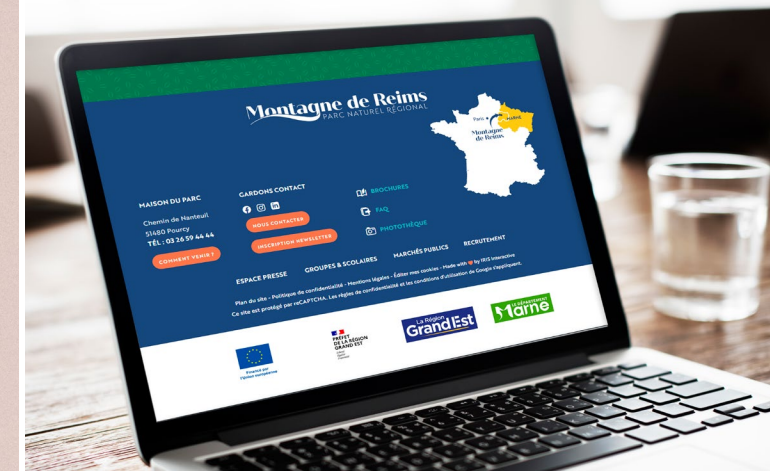 Montagne de Reims
PARC NATUREL RÉGIONAL
Paris
Montagne
de Reims
MAISON DU PARC
Chemin de Nanteuil
51480 Pourcy
TÉL : 03 26 59 44 44
COMMENT VENIR ?
GARDONS CONTACT
NOUS CONTACTER
INSCRIPTION NEWSLETTER
BROCHURES
FAQ
PHOTOTHÈQUE
ESPACE PRESSE
GROUPES & SCOLAIRES
MARCHÉS PUBLICS
RECRUTEMENT
Plan du site - Politique de confidentialité - Mentions légales - Éditer mes cookies - Made with ❤ by IRIS Interactive
Ce site est protégé par reCAPTCHA. Les règles de confidentialité et les conditions d'utilisation de Google s'appliquent.
Financé par
l'Union européenne
PRÉFET
DE LA RÉGION
GRAND EST
La Région
Grand Est
LE DÉPARTEMENT
Marne